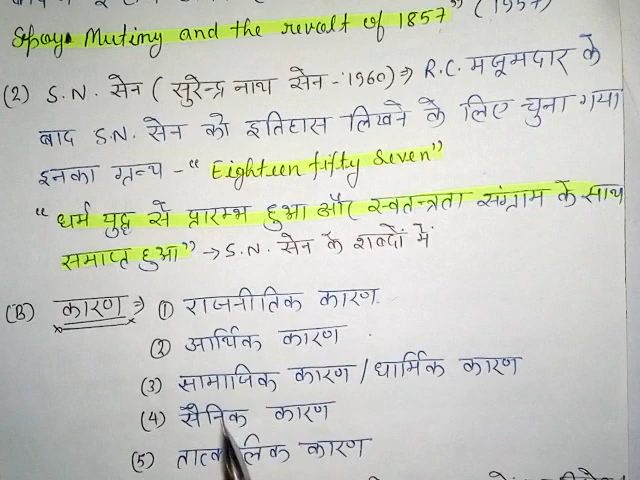 Sepoy Mutiny and the revolt of 1857" (1957)
(2) S.N. सेन ( सुरेन्द्र नाथ सेन - '1960) ⇒ R.C. मजूमदार के
बाद S.N. सेन को इतिहास लिखने के लिए चुना गया
इनका ग्रन्थ - " Eighteen fifty Seven"
" धर्म युद्ध से प्रारम्भ हुआ और स्वतन्त्रता संग्राम के साथ
समाप्त हुआ" → S.N. सेन के शब्दों में
(B) कारण ⇒ ① राजनीतिक कारण
② आर्थिक कारण .
(3) सामाजिक कारण / धार्मिक कारण
(4) सैनिक कारण
(5) तात्कालिक कारण